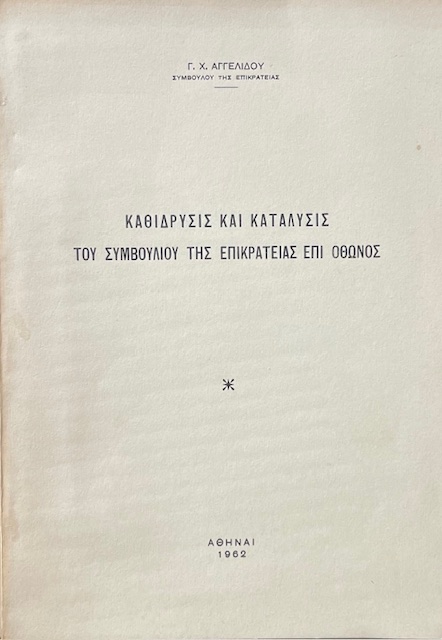 Γ. Χ. ΑΓΓΕΛΙΔΟΥ
ΣΥΜΒΟΥΛΟΥ ΤΗΣ ΕΠΙΚΡΑΤΕΙΑΣ
ΚΑΘΙΔΡΥΣΙΣ ΚΑΙ ΚΑΤΑΛΥΣΙΣ
ΤΟΥ ΣΥΜΒΟΥΛΙΟΥ ΤΗΣ ΕΠΙΚΡΑΤΕΙΑΣ ΕΠΙ ΟΘΩΝΟΣ
ΑΘΗΝΑΙ
1962